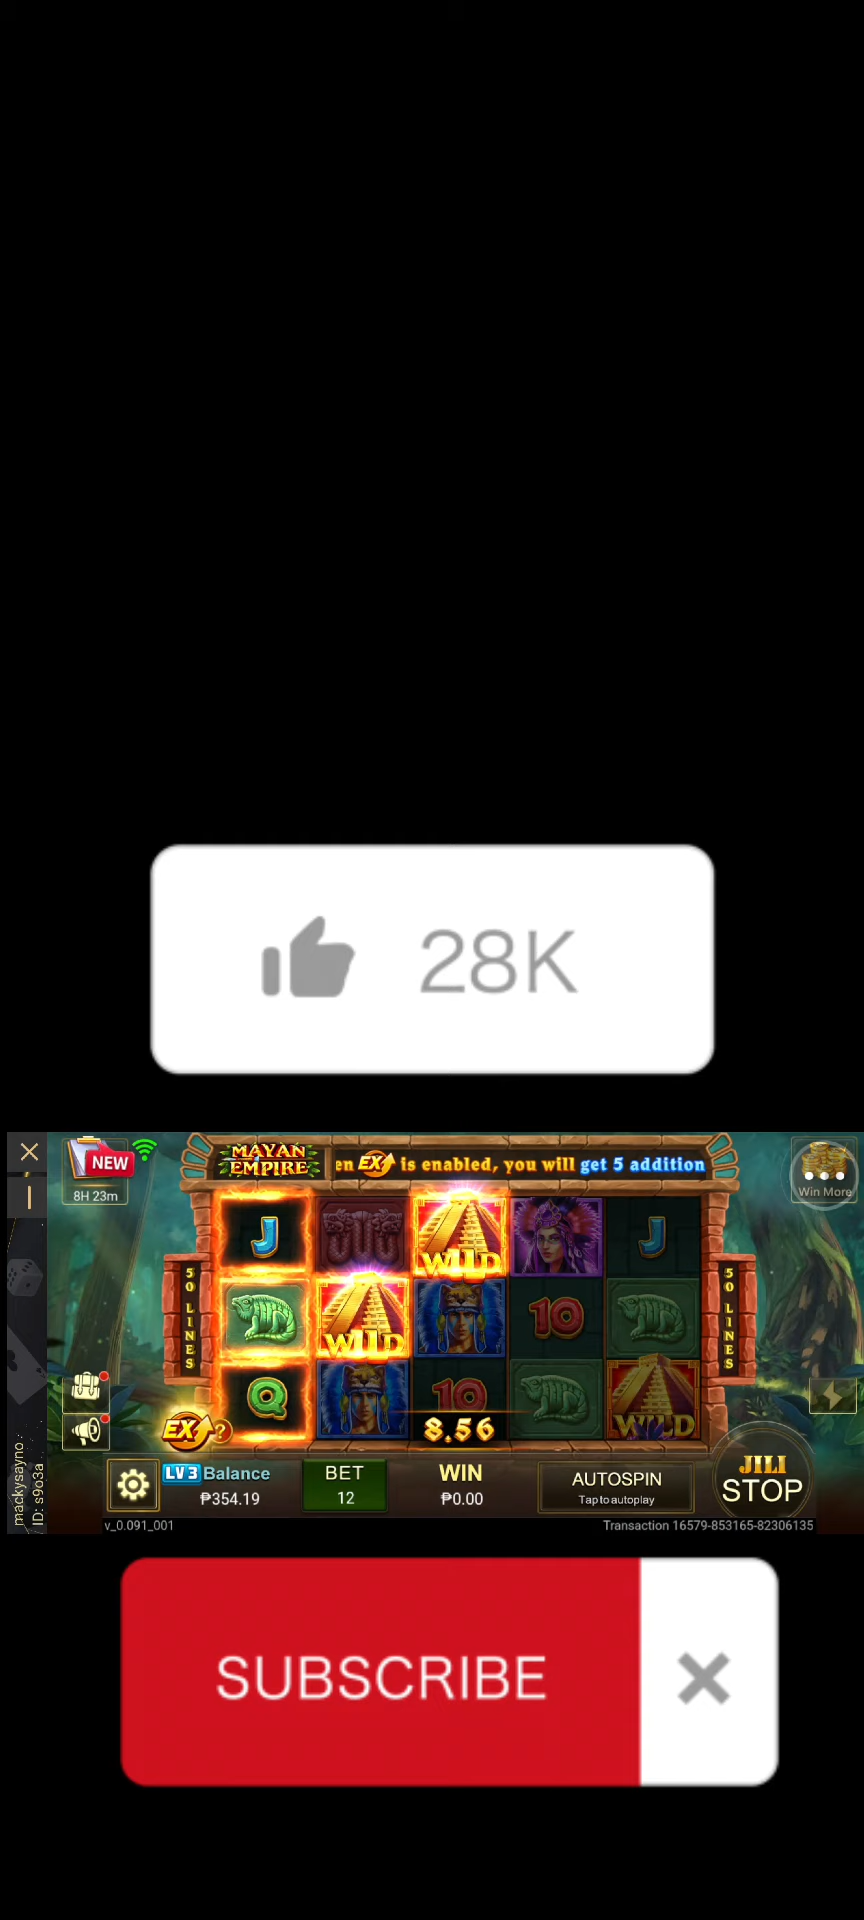 28K
NEW
8H 23m
MAYAN
EMPIRE
en EX is enabled, you will get 5 addition
Win More
J
WILD
J
50 LINES
WILD
10
50 LINES
Q
10
WILD
EX ?
8.56
mackysayno
ID: s9o3a
LV3 Balance
₱354.19
BET
12
WIN
₱0.00
AUTOSPIN
Tap to autoplay
JILI
STOP
v_0.091_001
Transaction 16579-853165-82306135
SUBSCRIBE